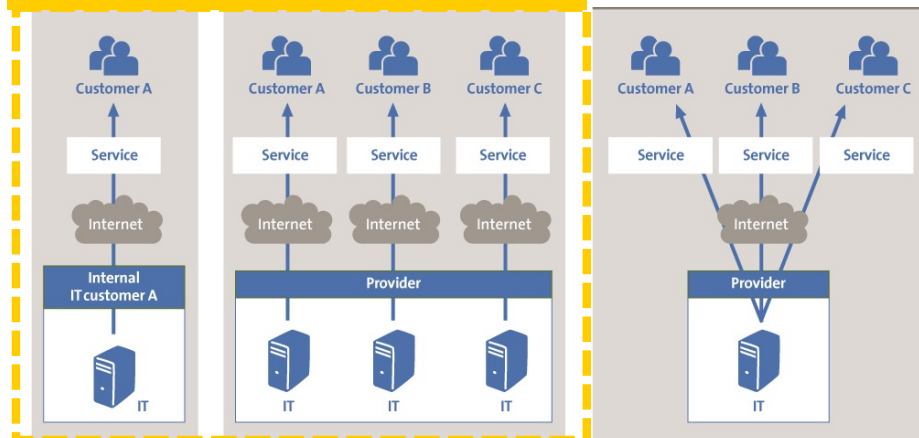 Customer A
Service
Internet
Internal
IT customer A
IT
Customer A Customer B Customer C
Service Service Service
Internet Internet Internet
Provider
IT IT IT
Customer A Customer B Customer C
Service Service Service
Internet
Provider
IT